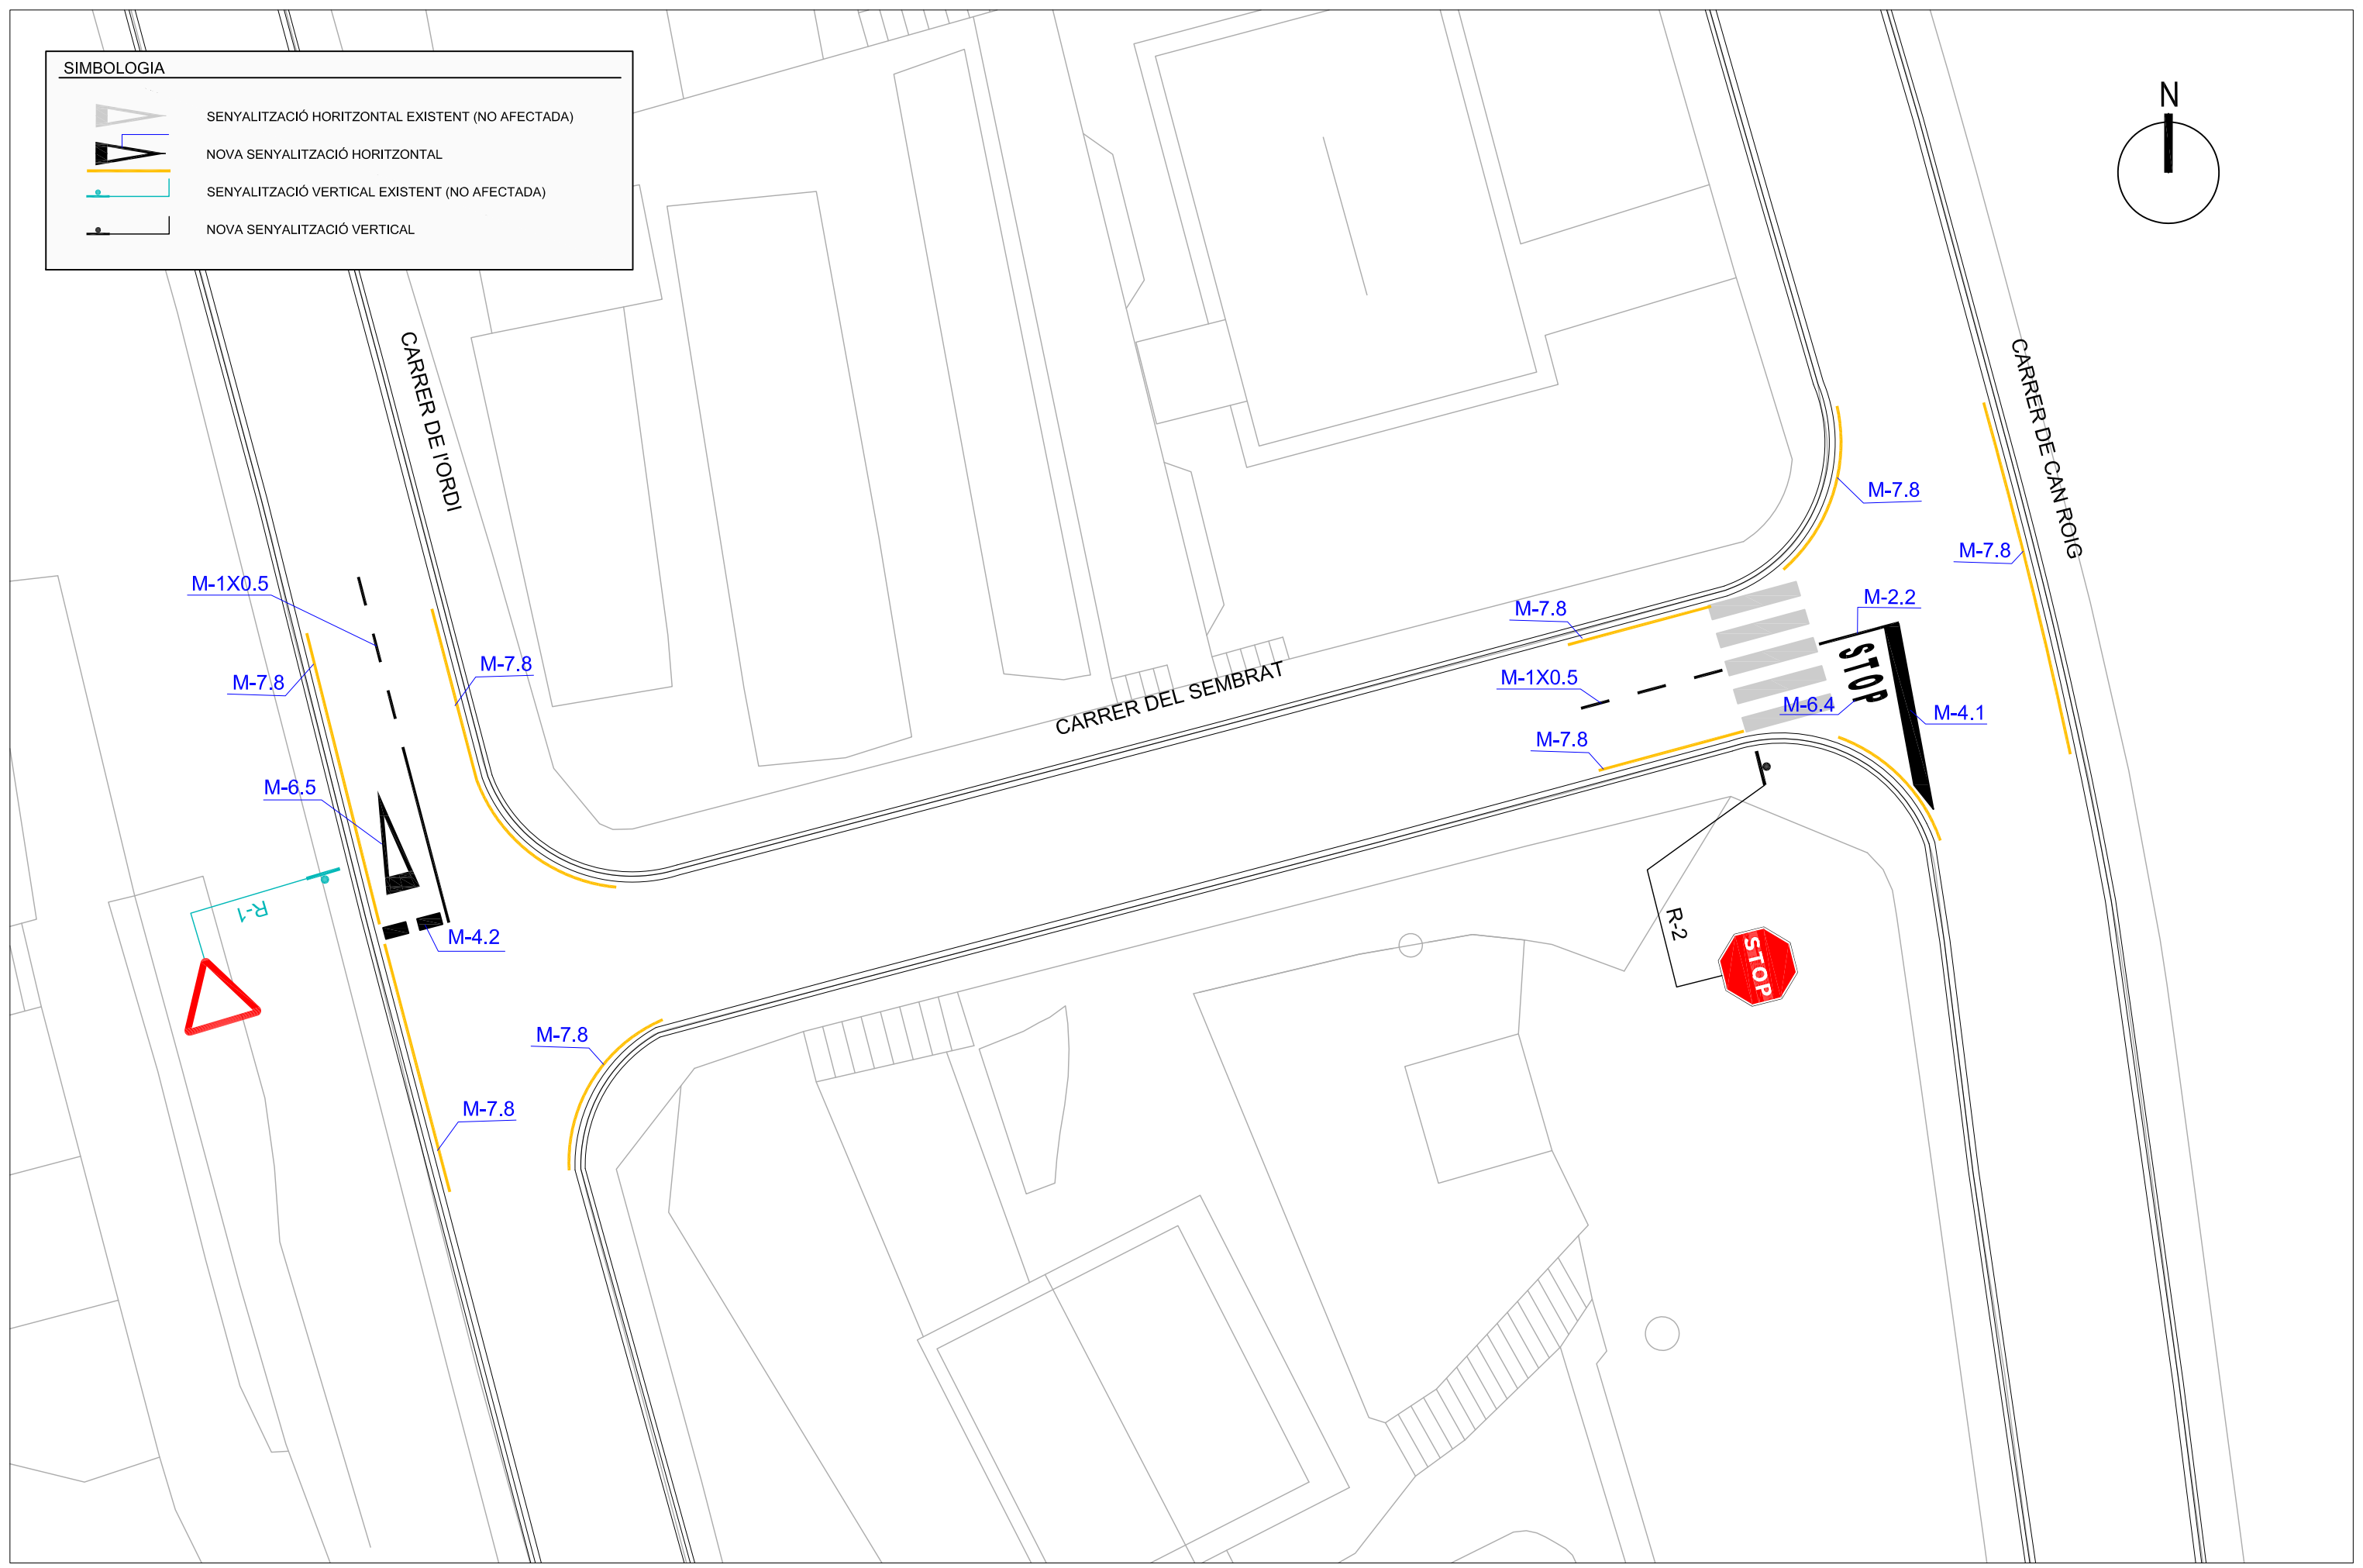 SIMBOLOGIA
SENYALITZACIÓ HORITZONTAL EXISTENT (NO AFECTADA)
NOVA SENYALITZACIÓ HORITZONTAL
SENYALITZACIÓ VERTICAL EXISTENT (NO AFECTADA)
NOVA SENYALITZACIÓ VERTICAL
N
CARRER DE l'ORDI
CARRER DE CAN ROIG
M-7.8
M-7.8
M-1X0.5
M-2.2
M-7.8
M-7.8
M-7.8
STOP
M-1X0.5
CARRER DEL SEMBRAT
M-6.4
M-4.1
M-7.8
M-6.5
R-1
R-2
M-4.2
STOP
M-7.8
M-7.8